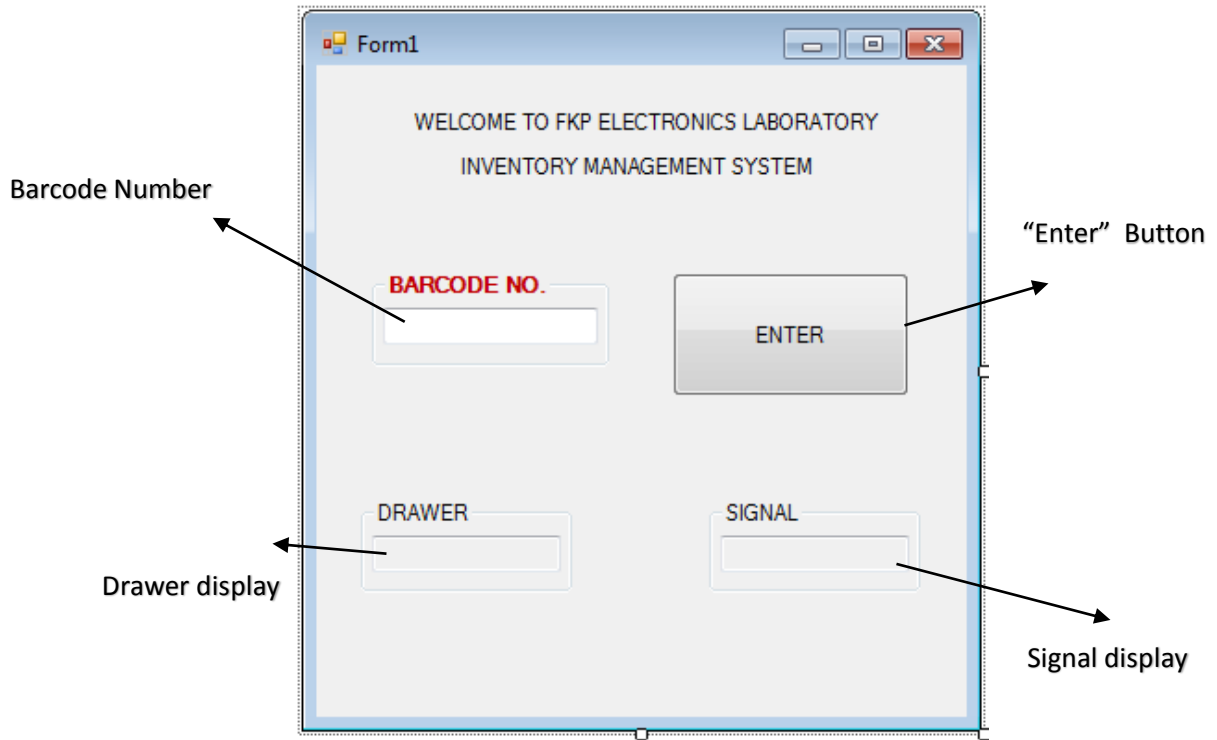 Form1
WELCOME TO FKP ELECTRONICS LABORATORY
INVENTORY MANAGEMENT SYSTEM
Barcode Number
“Enter” Button
BARCODE NO.
ENTER
DRAWER
SIGNAL
Drawer display
Signal display